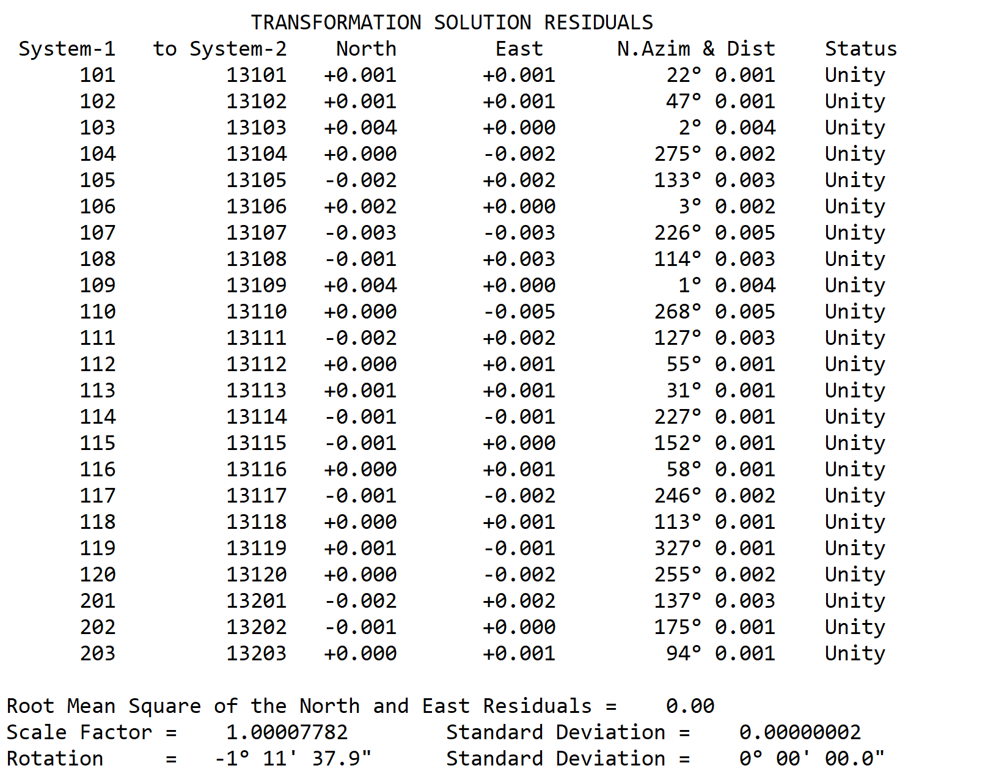 TRANSFORMATION SOLUTION RESIDUALS
System-1 to System-2 North East N.Azim & Dist Status
101 13101 +0.001 +0.001 22° 0.001 Unity
102 13102 +0.001 +0.001 47° 0.001 Unity
103 13103 +0.004 +0.000 2° 0.004 Unity
104 13104 +0.000 -0.002 275° 0.002 Unity
105 13105 -0.002 +0.002 133° 0.003 Unity
106 13106 +0.002 +0.000 3° 0.002 Unity
107 13107 -0.003 -0.003 226° 0.005 Unity
108 13108 -0.001 +0.003 114° 0.003 Unity
109 13109 +0.004 +0.000 1° 0.004 Unity
110 13110 +0.000 -0.005 268° 0.005 Unity
111 13111 -0.002 +0.002 127° 0.003 Unity
112 13112 +0.000 +0.001 55° 0.001 Unity
113 13113 +0.001 +0.001 31° 0.001 Unity
114 13114 -0.001 -0.001 227° 0.001 Unity
115 13115 -0.001 +0.000 152° 0.001 Unity
116 13116 +0.000 +0.001 58° 0.001 Unity
117 13117 -0.001 -0.002 246° 0.002 Unity
118 13118 +0.000 +0.001 113° 0.001 Unity
119 13119 +0.001 -0.001 327° 0.001 Unity
120 13120 +0.000 -0.002 255° 0.002 Unity
201 13201 -0.002 +0.002 137° 0.003 Unity
202 13202 -0.001 +0.000 175° 0.001 Unity
203 13203 +0.000 +0.001 94° 0.001 Unity
Root Mean Square of the North and East Residuals = 0.00
Scale Factor = 1.00007782 Standard Deviation = 0.00000002
Rotation = -1° 11' 37.9" Standard Deviation = 0° 00' 00.0"